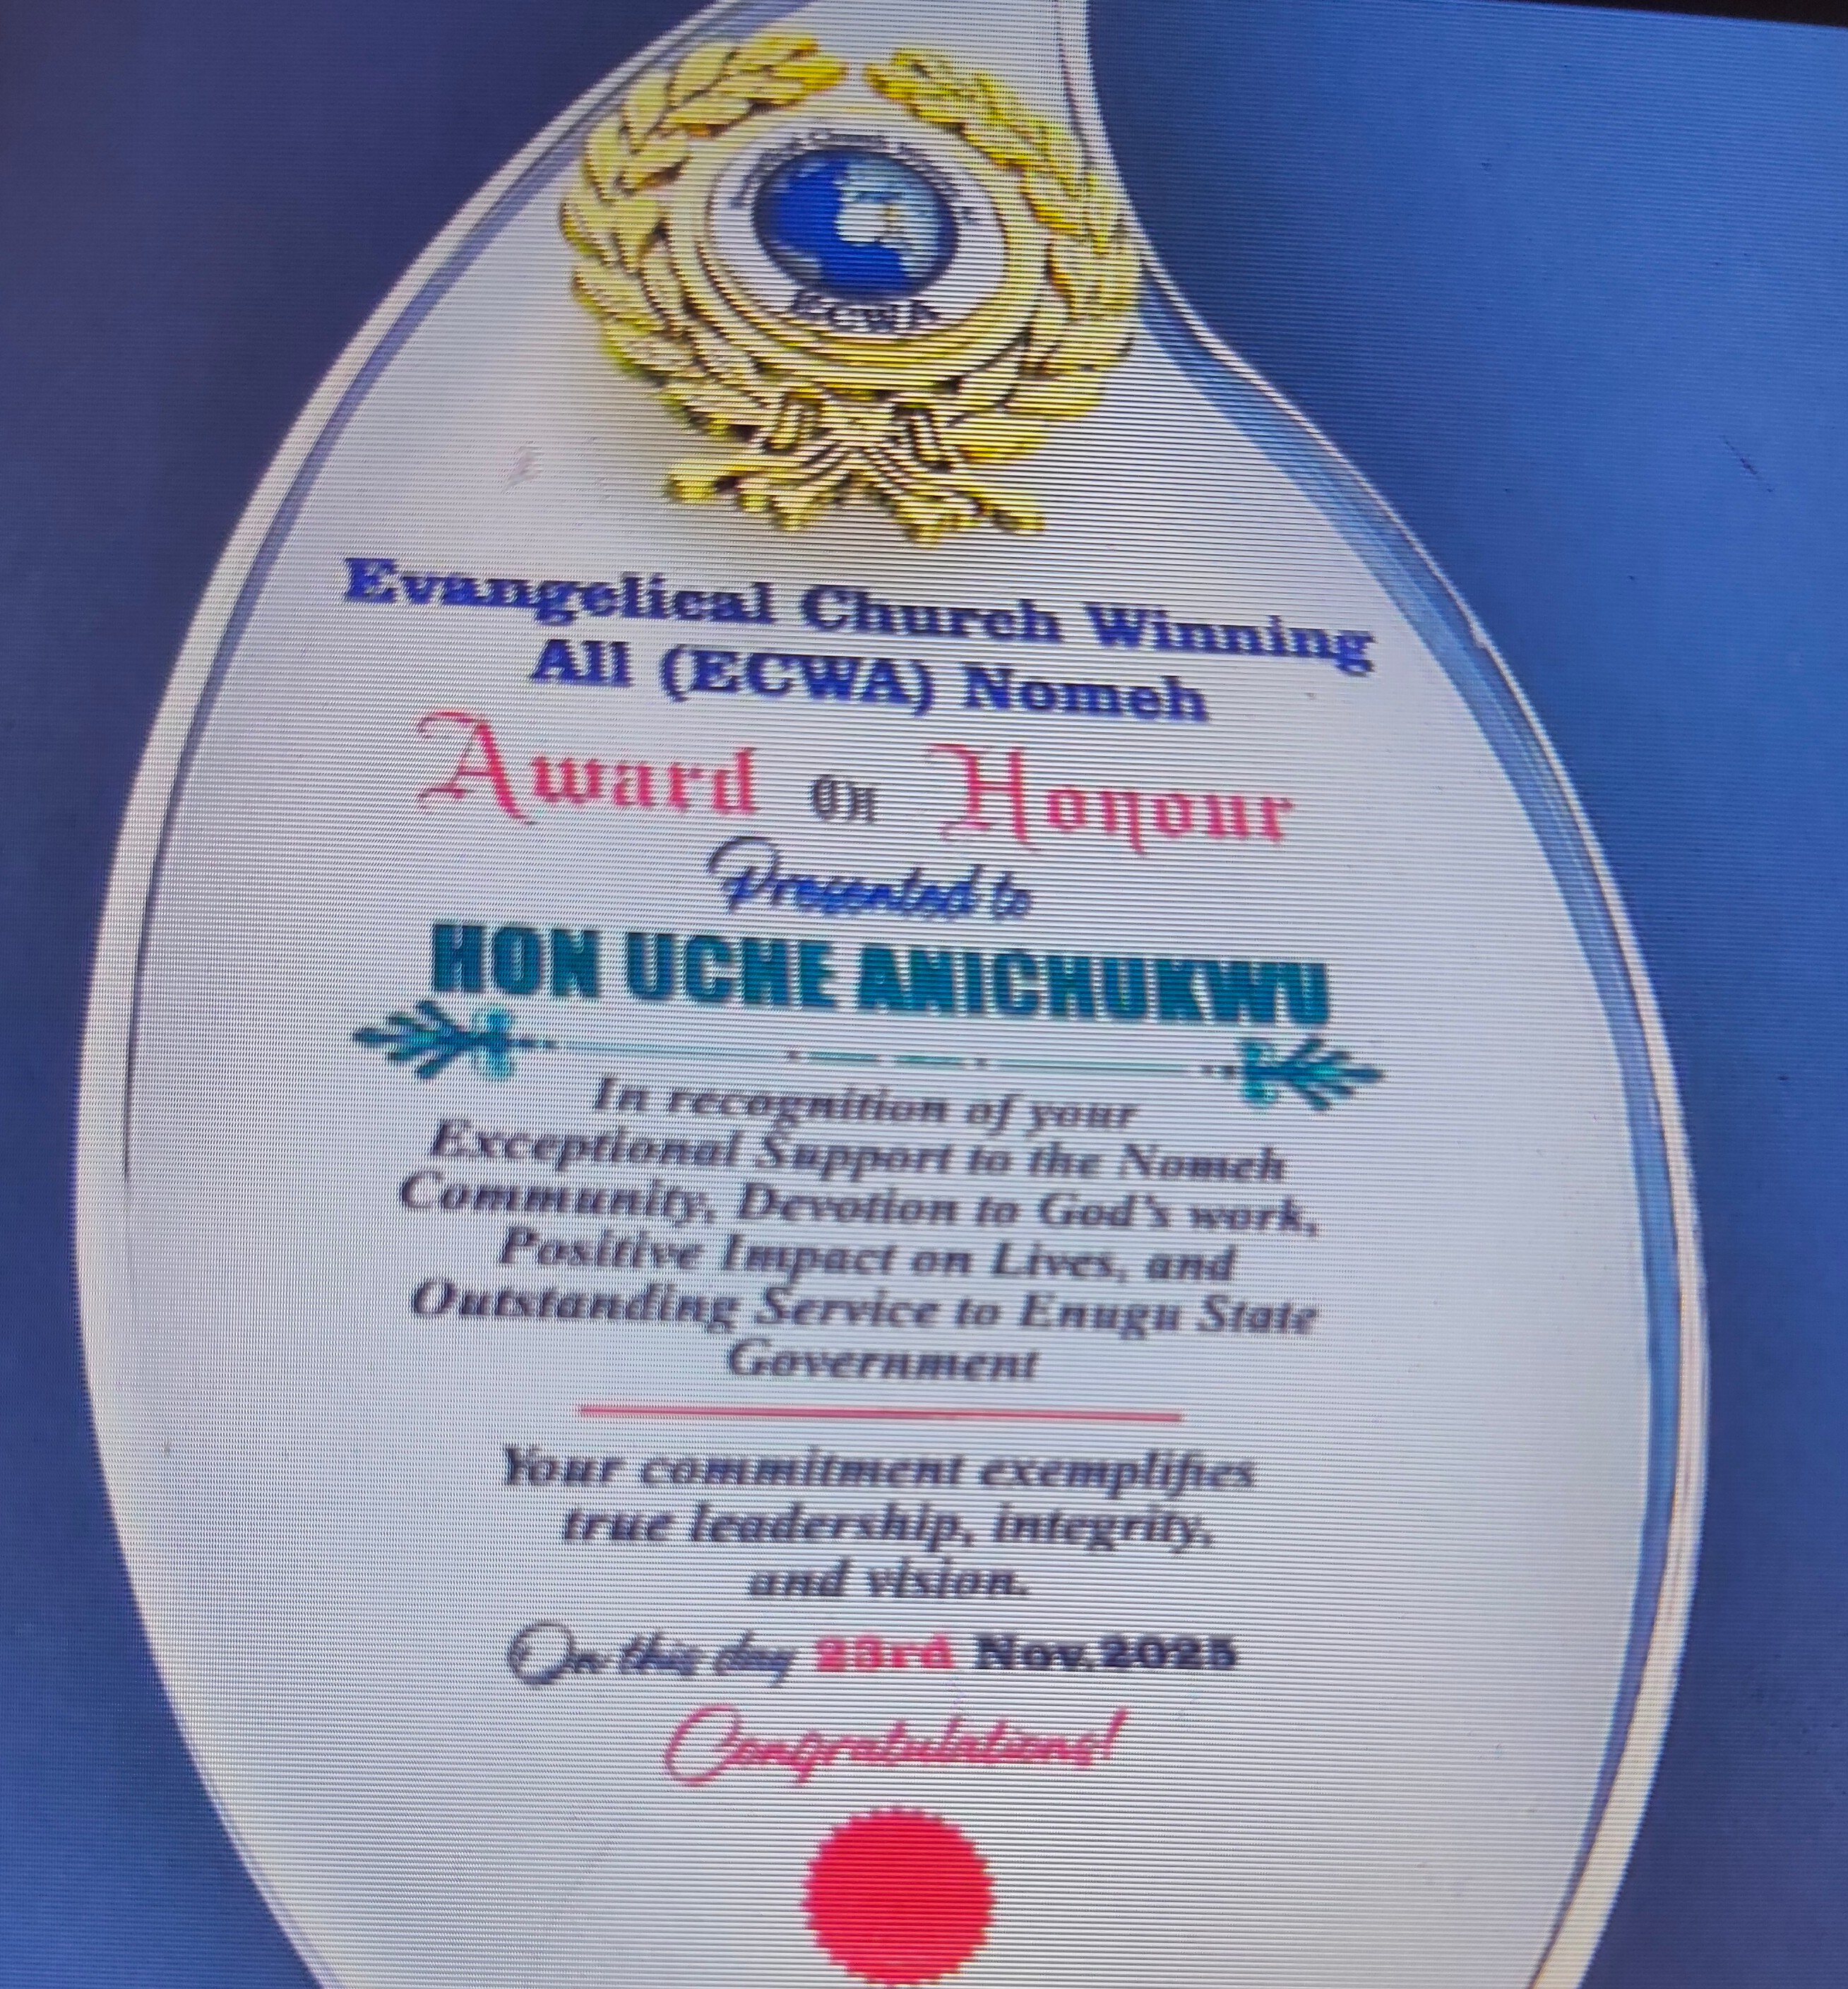 ECWA
Evangelical Church Winning
All (ECWA) Nomeh
Award on Honour
Presented to
HON UCHE ANICHUKWU
In recognition of your
Exceptional Support to the Nomeh
Community, Devotion to God's work,
Positive Impact on Lives, and
Outstanding Service to Enugu State
Government
Your commitment exemplifies
true leadership, integrity,
and vision.
On this day 23rd Nov.2025
Congratulations!